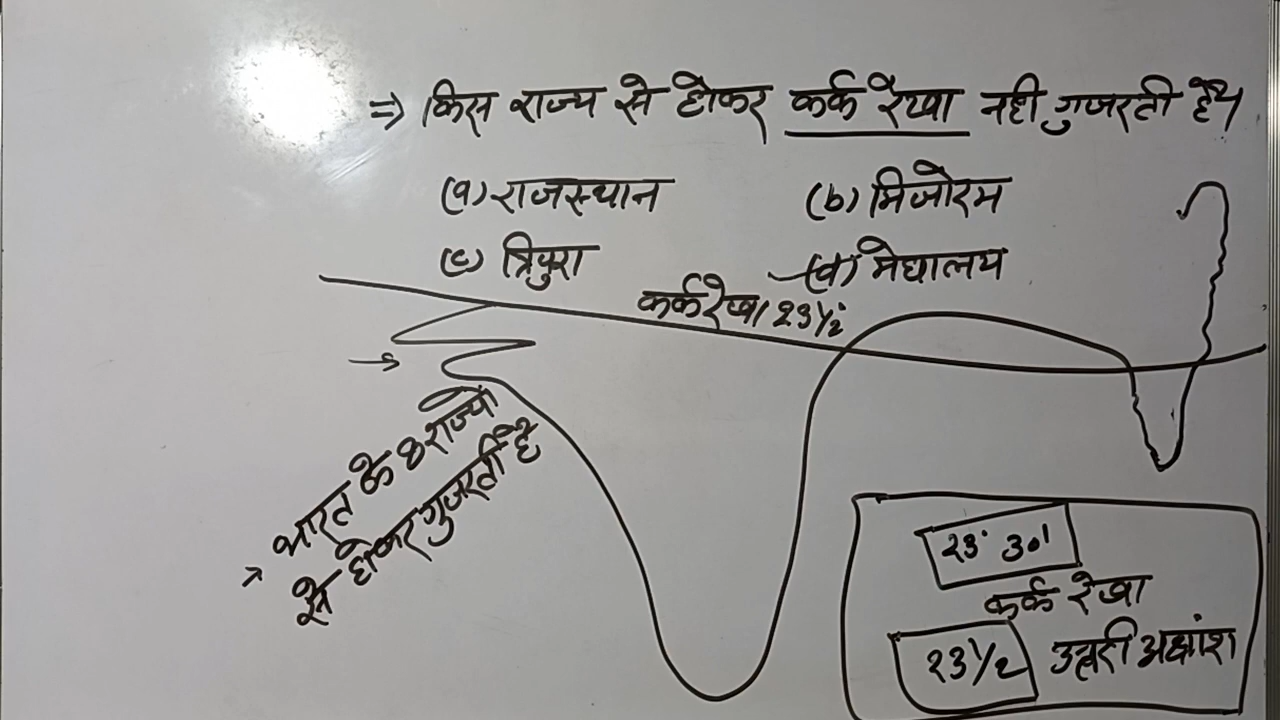 ⇒ किस राज्य से होकर कर्क रेखा नही गुजरती है?
(a) राजस्थान (b) मिजोरम
(c) त्रिपुरा (d) मेघालय
कर्क रेखा 23½°
→ भारत के 8 राज्यो
से होकर गुजरती है
23° 30'
कर्क रेखा
23½ उत्तरी अक्षांश